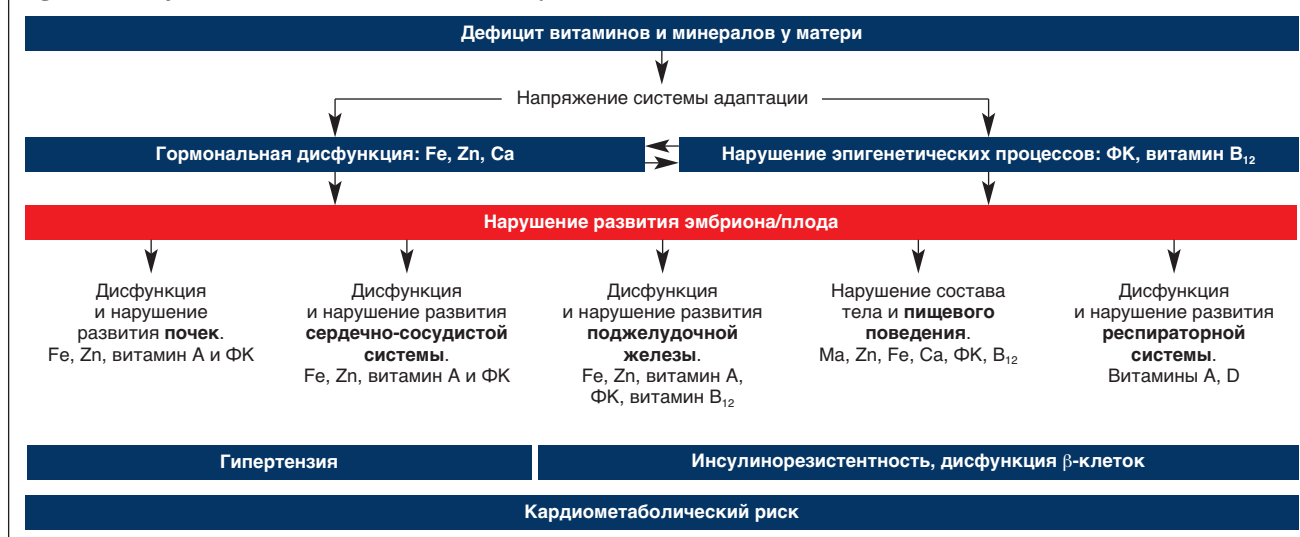 Дефицит витаминов и минералов у матери
Напряжение системы адаптации
Гормональная дисфункция: Fe, Zn, Ca
Нарушение эпигенетических процессов: ФК, витамин B₁₂
Нарушение развития эмбриона/плода
Дисфункция
и нарушение
развития почек.
Fe, Zn, витамин А и ФК
Дисфункция
и нарушение развития
сердечно-сосудистой
системы.
Fe, Zn, витамин А и ФК
Дисфункция
и нарушение развития
поджелудочной
железы.
Fe, Zn, витамин А,
ФК, витамин B₁₂
Нарушение состава
тела и пищевого
поведения.
Ma, Zn, Fe, Ca, ФК, B₁₂
Дисфункция
и нарушение развития
респираторной
системы.
Витамины A, D
Гипертензия
Инсулинорезистентность, дисфункция β-клеток
Кардиометаболический риск